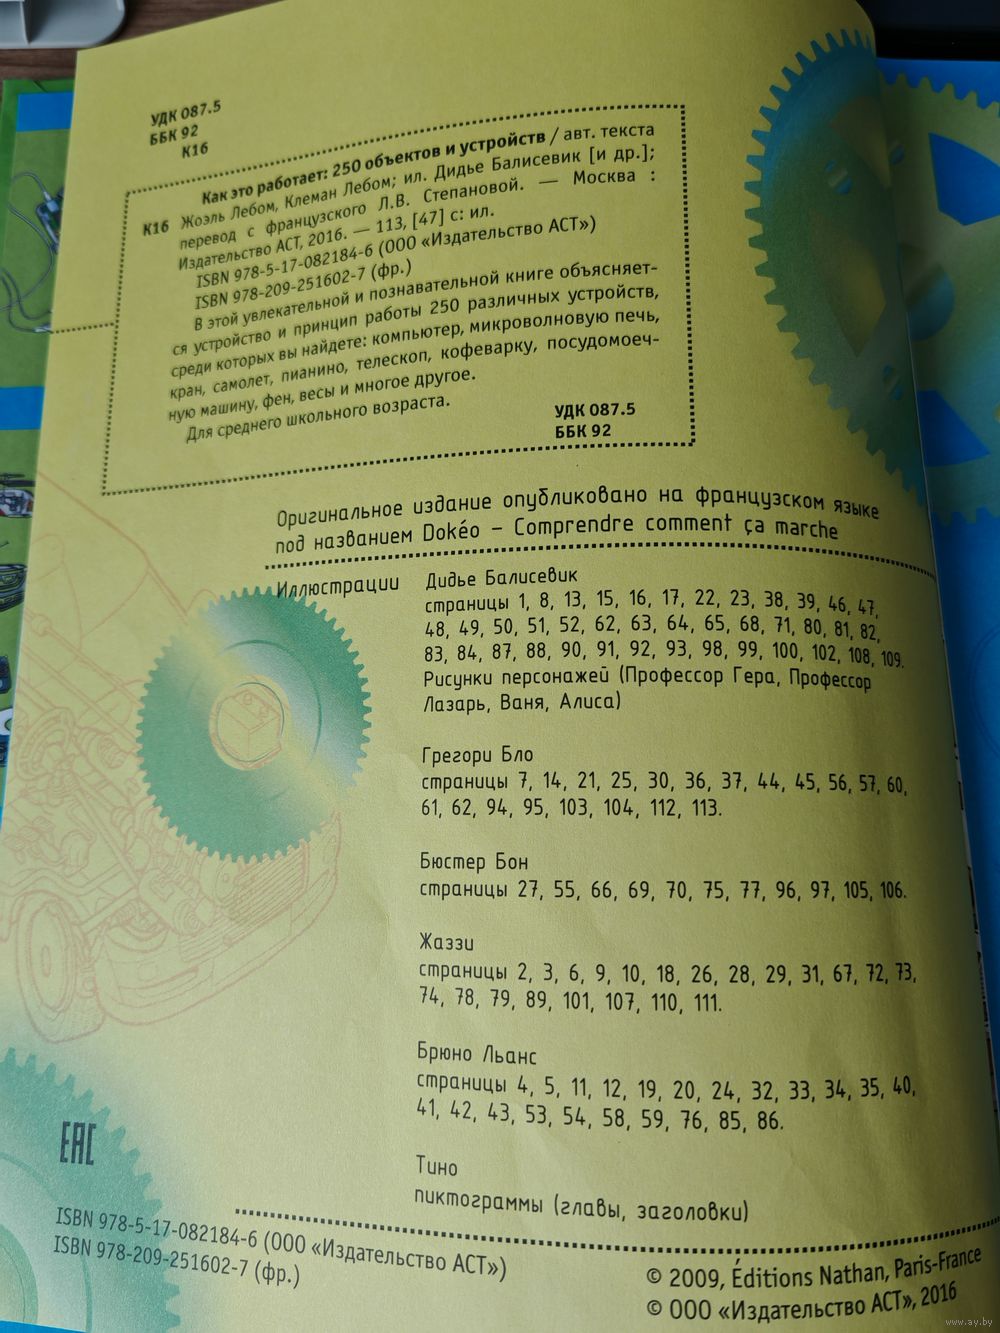 УДК 087.5
ББК 92
К16
Как это работает: 250 объектов и устройств / авт. текста
К16 Жоэль Лебом, Клеман Лебом; ил. Дидье Балисевик [и др.];
перевод с французского Л.В. Степановой. — Москва :
Издательство АСТ, 2016. — 113, [47] с: ил.
ISBN 978-5-17-082184-6 (ООО «Издательство АСТ»)
ISBN 978-209-251602-7 (фр.)
В этой увлекательной и познавательной книге объясняет-
ся устройство и принцип работы 250 различных устройств,
среди которых вы найдете: компьютер, микроволновую печь,
кран, самолет, пианино, телескоп, кофеварку, посудомоеч-
ную машину, фен, весы и многое другое.
Для среднего школьного возраста.
УДК 087.5
ББК 92
Оригинальное издание опубликовано на французском языке
под названием Dokéo – Comprendre comment ça marche
Иллюстрации Дидье Балисевик
страницы 1, 8, 13, 15, 16, 17, 22, 23, 38, 39, 46, 47,
48, 49, 50, 51, 52, 62, 63, 64, 65, 68, 71, 80, 81, 82,
83, 84, 87, 88, 90, 91, 92, 93, 98, 99, 100, 102, 108, 109.
Рисунки персонажей (Профессор Гера, Профессор
Лазарь, Ваня, Алиса)
Грегори Бло
страницы 7, 14, 21, 25, 30, 36, 37, 44, 45, 56, 57, 60,
61, 62, 94, 95, 103, 104, 112, 113.
Бюстер Бон
страницы 27, 55, 66, 69, 70, 75, 77, 96, 97, 105, 106.
Жаззи
страницы 2, 3, 6, 9, 10, 18, 26, 28, 29, 31, 67, 72, 73,
74, 78, 79, 89, 101, 107, 110, 111.
Брюно Льанс
страницы 4, 5, 11, 12, 19, 20, 24, 32, 33, 34, 35, 40,
41, 42, 43, 53, 54, 58, 59, 76, 85, 86.
Тино
пиктограммы (главы, заголовки)
EAC
ISBN 978-5-17-082184-6 (ООО «Издательство АСТ»)
ISBN 978-209-251602-7 (фр.)
© 2009, Éditions Nathan, Paris-France
© ООО «Издательство АСТ», 2016
www.ay.by